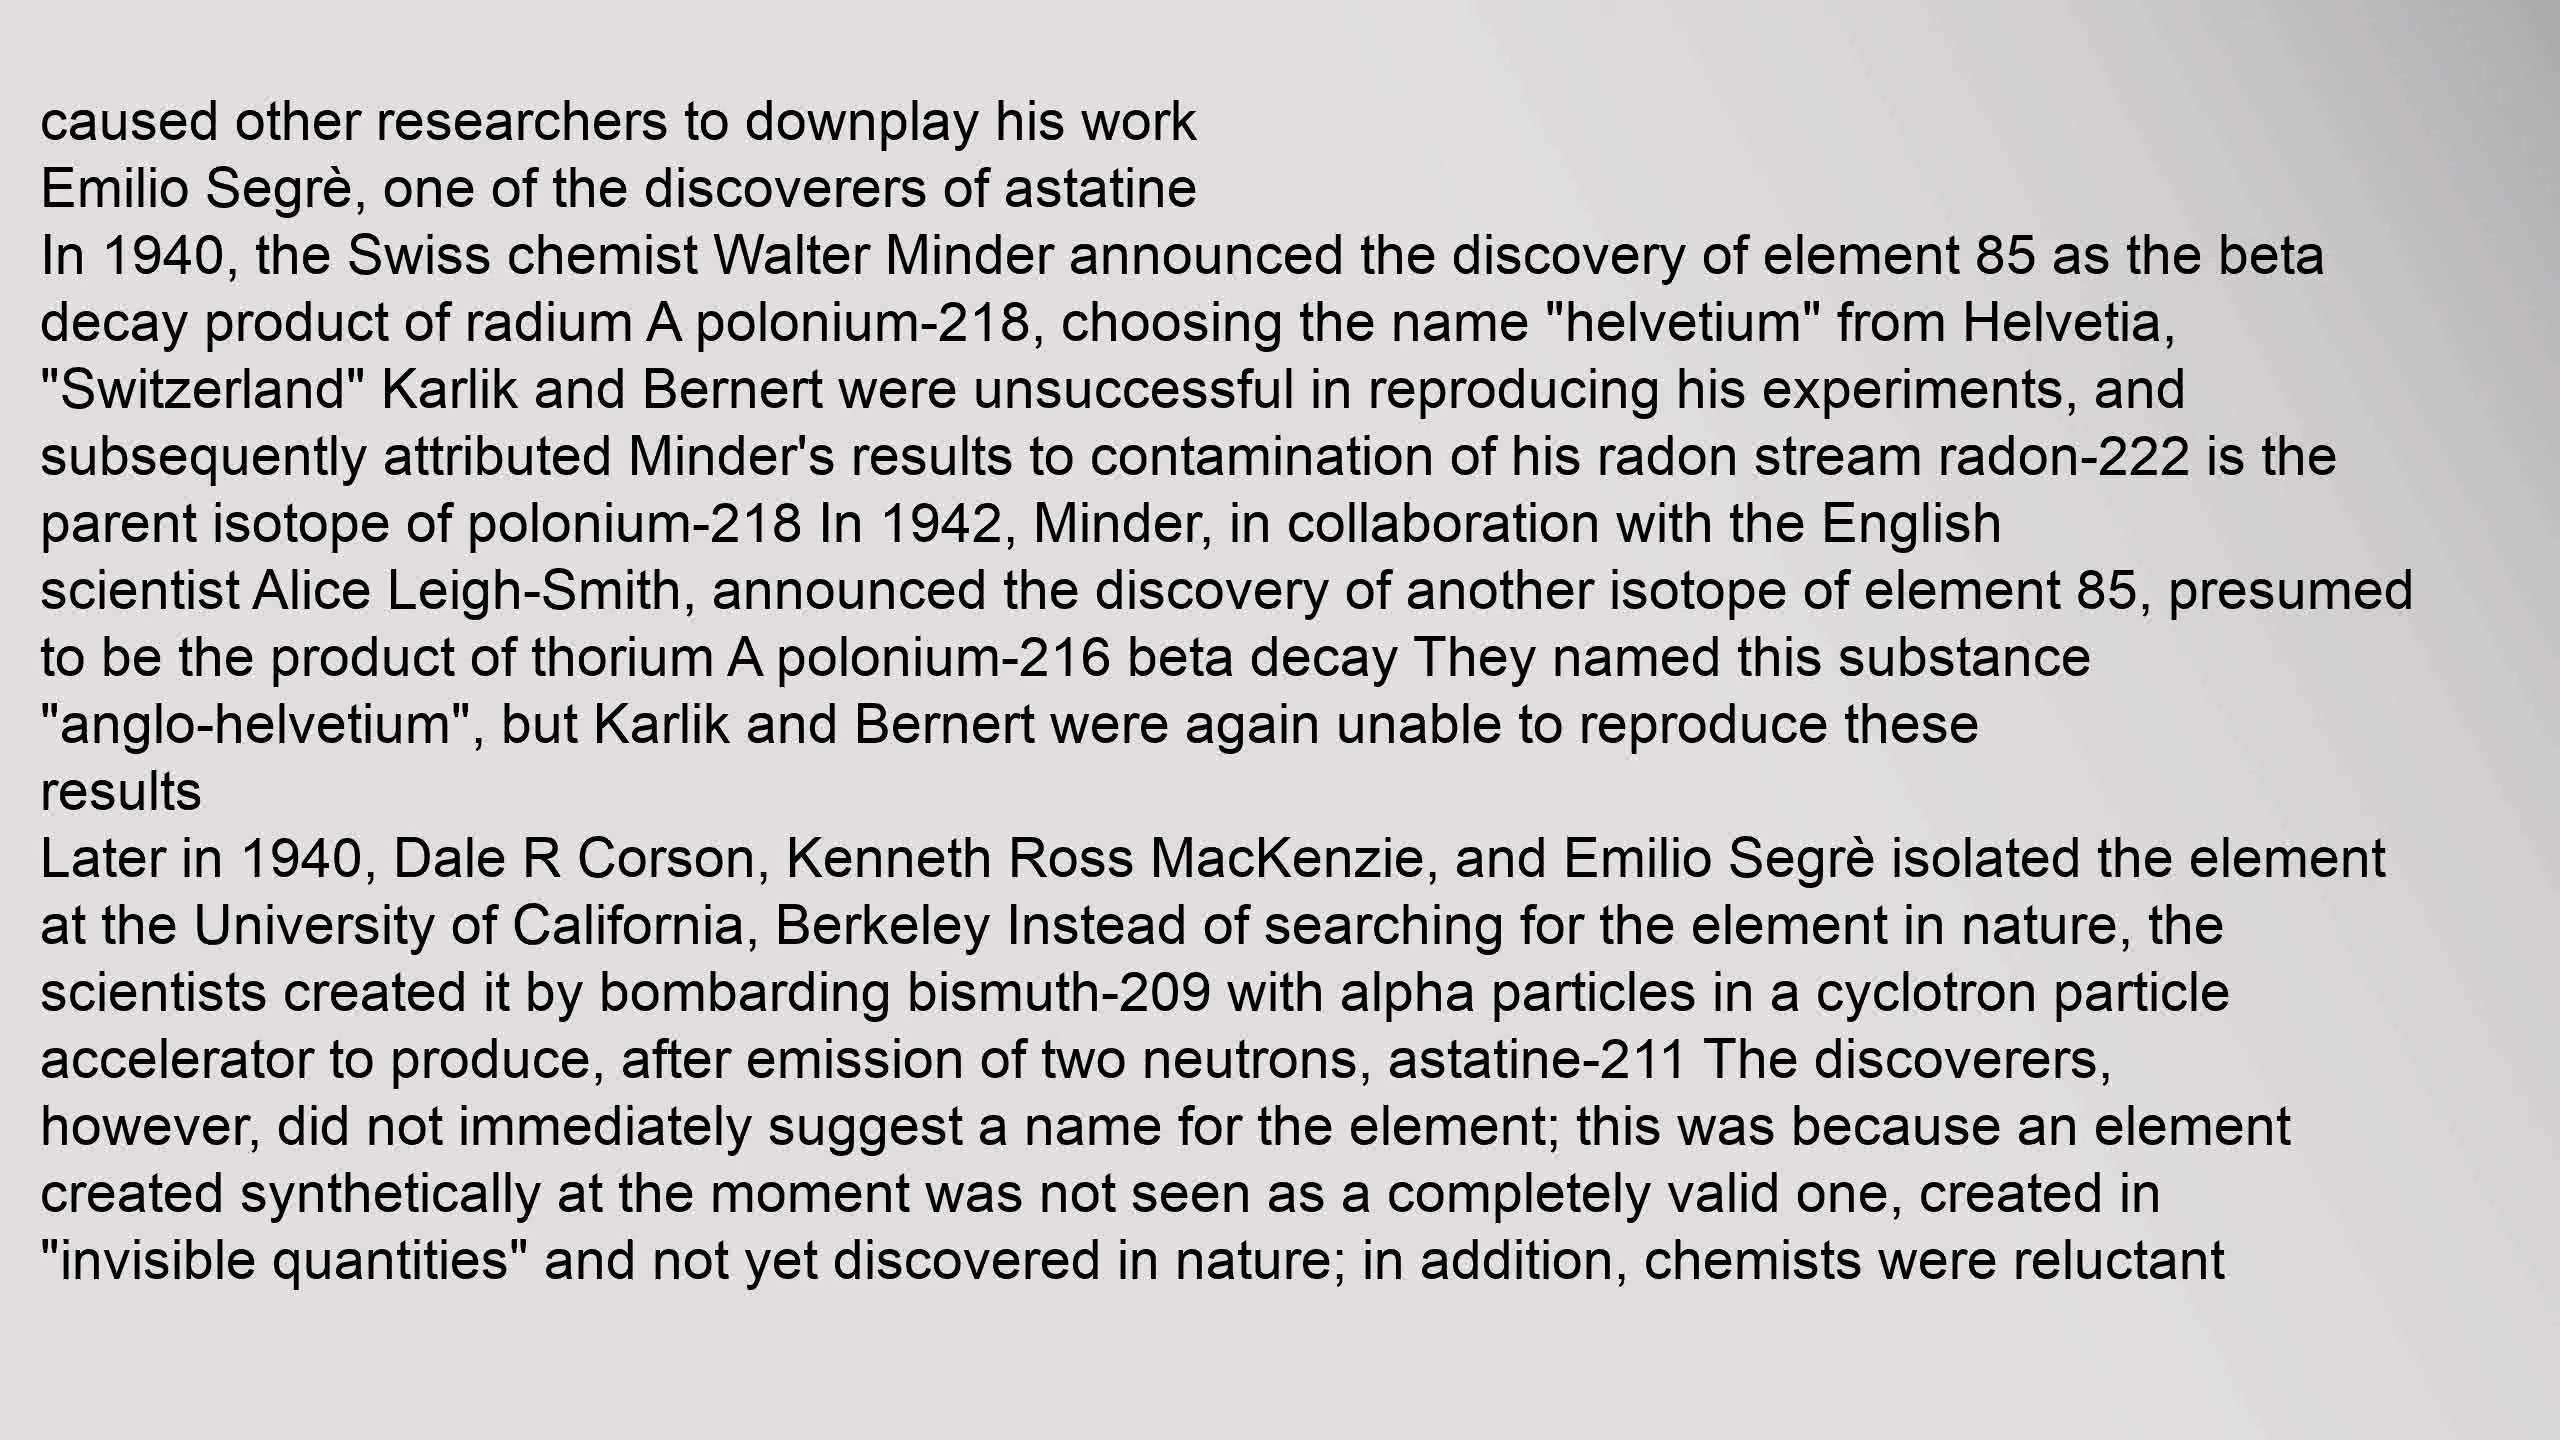 caused other researchers to downplay his work
Emilio Segrè, one of the discoverers of astatine
In 1940, the Swiss chemist Walter Minder announced the discovery of element 85 as the beta
decay product of radium A polonium-218, choosing the name "helvetium" from Helvetia,
"Switzerland" Karlik and Bernert were unsuccessful in reproducing his experiments, and
subsequently attributed Minder's results to contamination of his radon stream radon-222 is the
parent isotope of polonium-218 In 1942, Minder, in collaboration with the English
scientist Alice Leigh-Smith, announced the discovery of another isotope of element 85, presumed
to be the product of thorium A polonium-216 beta decay They named this substance
"anglo-helvetium", but Karlik and Bernert were again unable to reproduce these
results
Later in 1940, Dale R Corson, Kenneth Ross MacKenzie, and Emilio Segrè isolated the element
at the University of California, Berkeley Instead of searching for the element in nature, the
scientists created it by bombarding bismuth-209 with alpha particles in a cyclotron particle
accelerator to produce, after emission of two neutrons, astatine-211 The discoverers,
however, did not immediately suggest a name for the element; this was because an element
created synthetically at the moment was not seen as a completely valid one, created in
"invisible quantities" and not yet discovered in nature; in addition, chemists were reluctant